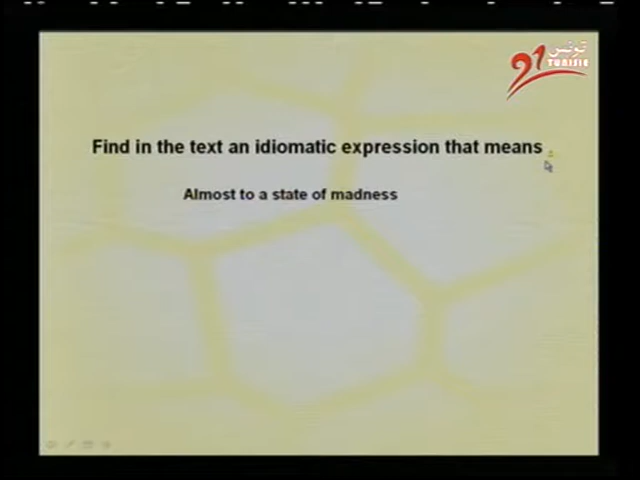 تونس
21
TUNISIE
Find in the text an idiomatic expression that means :
Almost to a state of madness